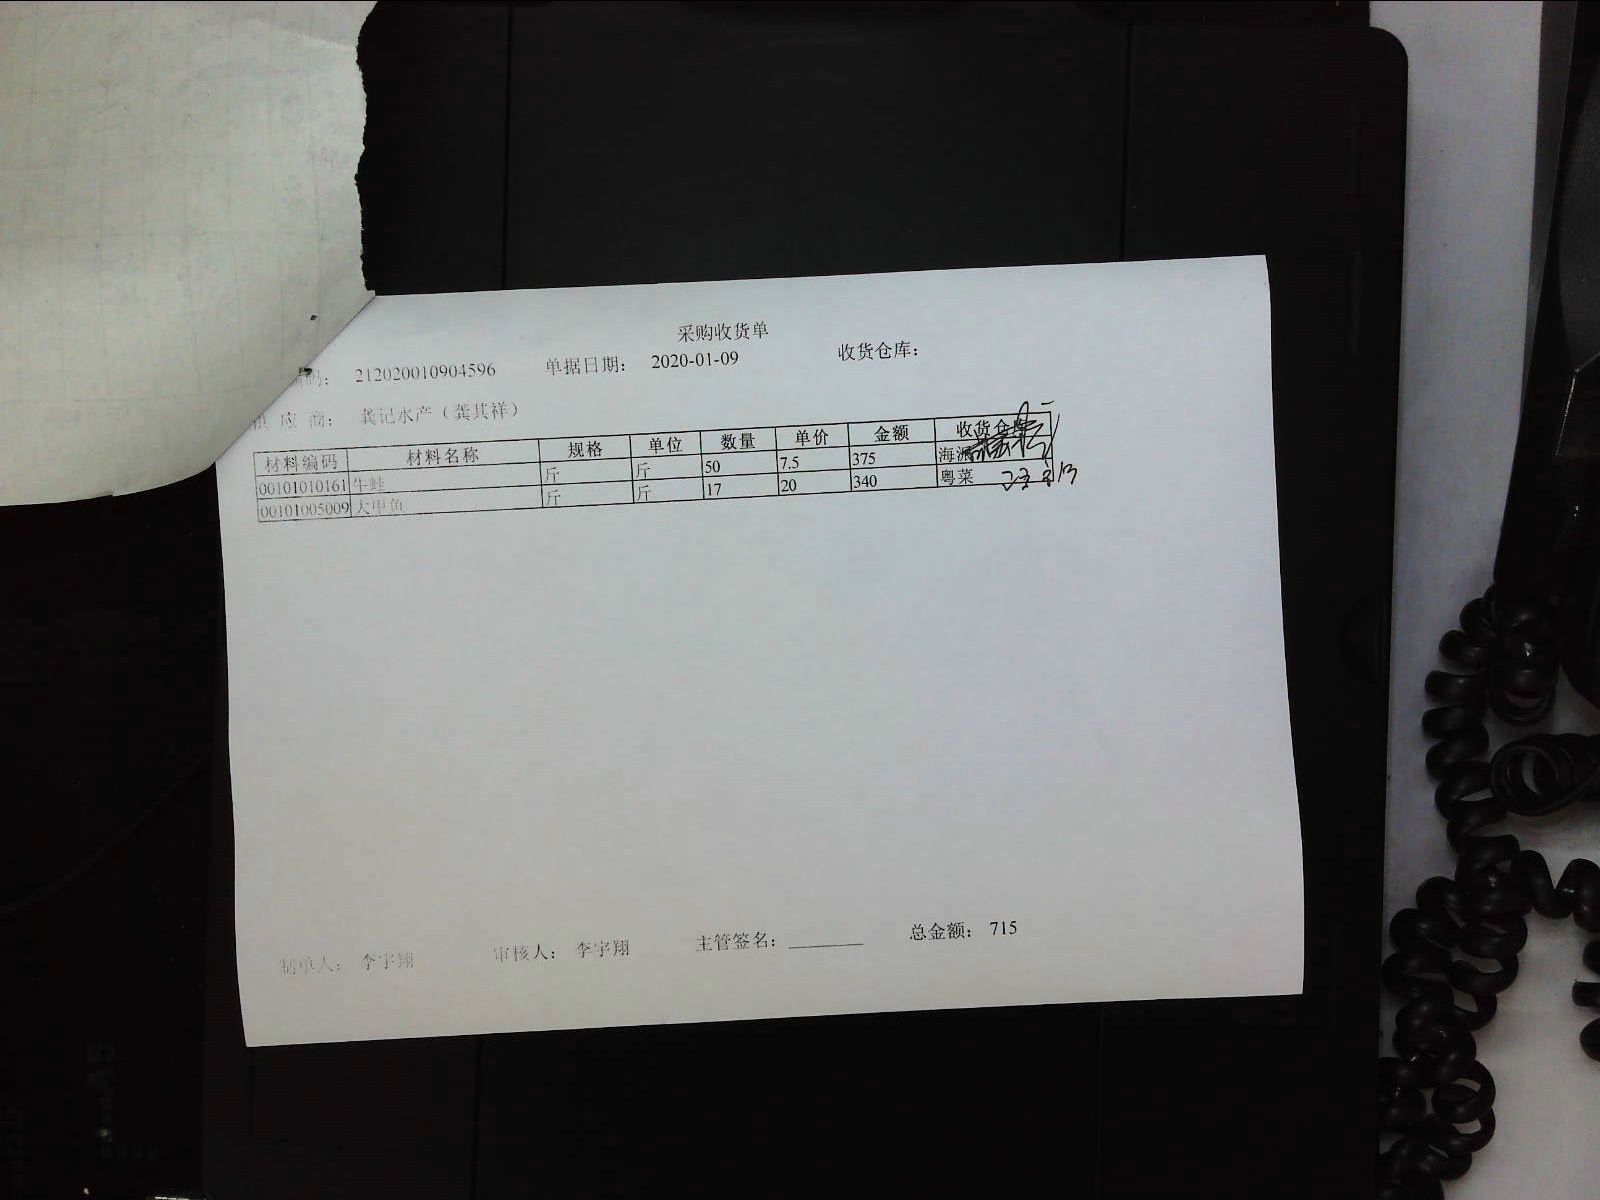 采购收货单
编码: 212020010904596 单据日期: 2020-01-09 收货仓库:
供 应 商: 龚记水产（龚其祥）
材料编码 材料名称 规格 单位 数量 单价 金额 收货仓库
00101010161 牛蛙 斤 斤 50 7.5 375 海派
00101005009 大甲鱼 斤 斤 17 20 340 粤菜
制单人: 李宇翔 审核人: 李宇翔 主管签名: 总金额: 715